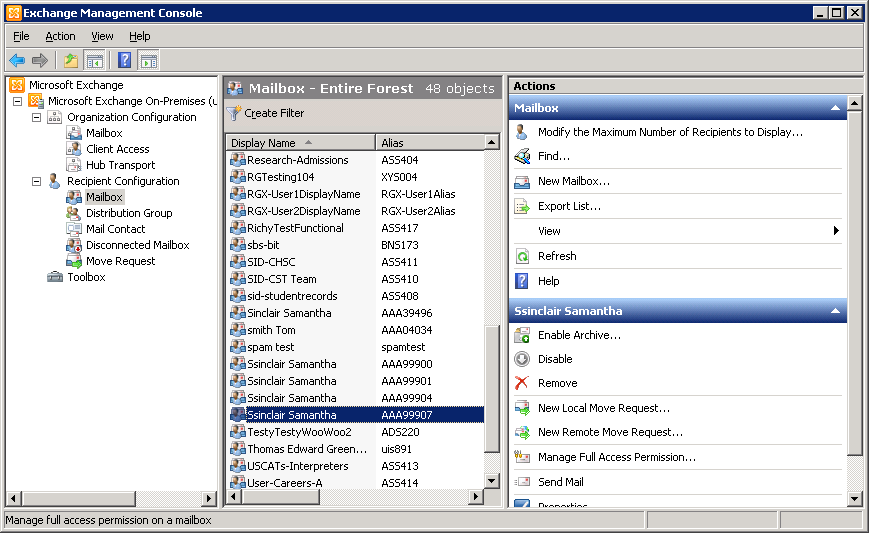 Exchange Management Console
File Action View Help
Microsoft Exchange
Microsoft Exchange On-Premises (u
Organization Configuration
Mailbox
Client Access
Hub Transport
Recipient Configuration
Mailbox
Distribution Group
Mail Contact
Disconnected Mailbox
Move Request
Toolbox
Mailbox - Entire Forest 48 objects
Create Filter
Display Name Alias
Research-Admissions ASS404
RGTesting104 XYS004
RGX-User1DisplayName RGX-User1Alias
RGX-User2DisplayName RGX-User2Alias
RichyTestFunctional ASS417
sbs-bit BNS173
SID-CHSC ASS411
SID-CST Team ASS410
sid-studentrecords ASS408
Sinclair Samantha AAA39496
smith Tom AAA04034
spam test spamtest
Ssinclair Samantha AAA99900
Ssinclair Samantha AAA99901
Ssinclair Samantha AAA99904
Ssinclair Samantha AAA99907
TestyTestyWooWoo2 ADS220
Thomas Edward Green... uis891
USCATs-Interpreters ASS413
User-Careers-A ASS414
Actions
Mailbox
Modify the Maximum Number of Recipients to Display...
Find...
New Mailbox...
Export List...
View
Refresh
Help
Ssinclair Samantha
Enable Archive...
Disable
Remove
New Local Move Request...
New Remote Move Request...
Manage Full Access Permission...
Send Mail
Properties
Manage full access permission on a mailbox